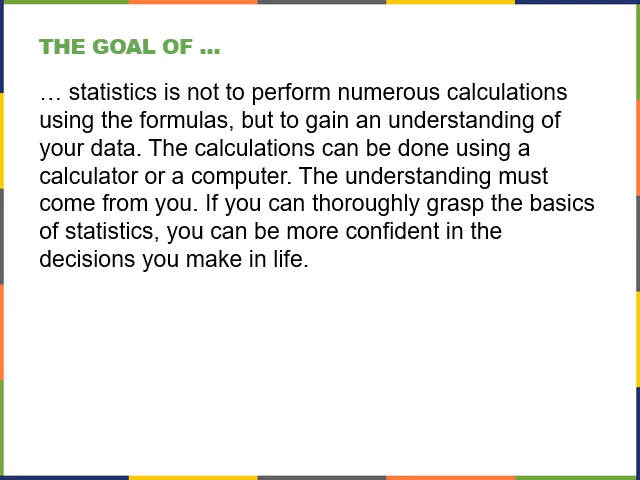 THE GOAL OF …
… statistics is not to perform numerous calculations
using the formulas, but to gain an understanding of
your data. The calculations can be done using a
calculator or a computer. The understanding must
come from you. If you can thoroughly grasp the basics
of statistics, you can be more confident in the
decisions you make in life.